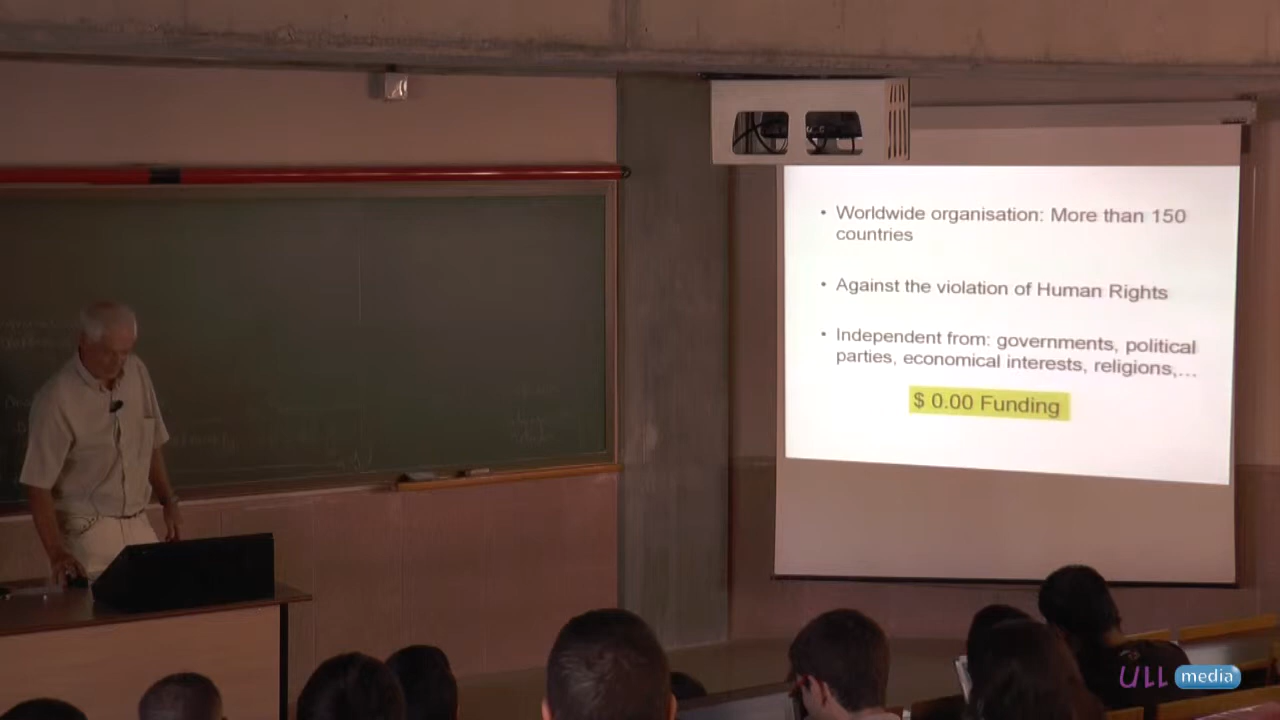 • Worldwide organisation: More than 150
countries
• Against the violation of Human Rights
• Independent from: governments, political
parties, economical interests, religions,...
$ 0.00 Funding
ULL media